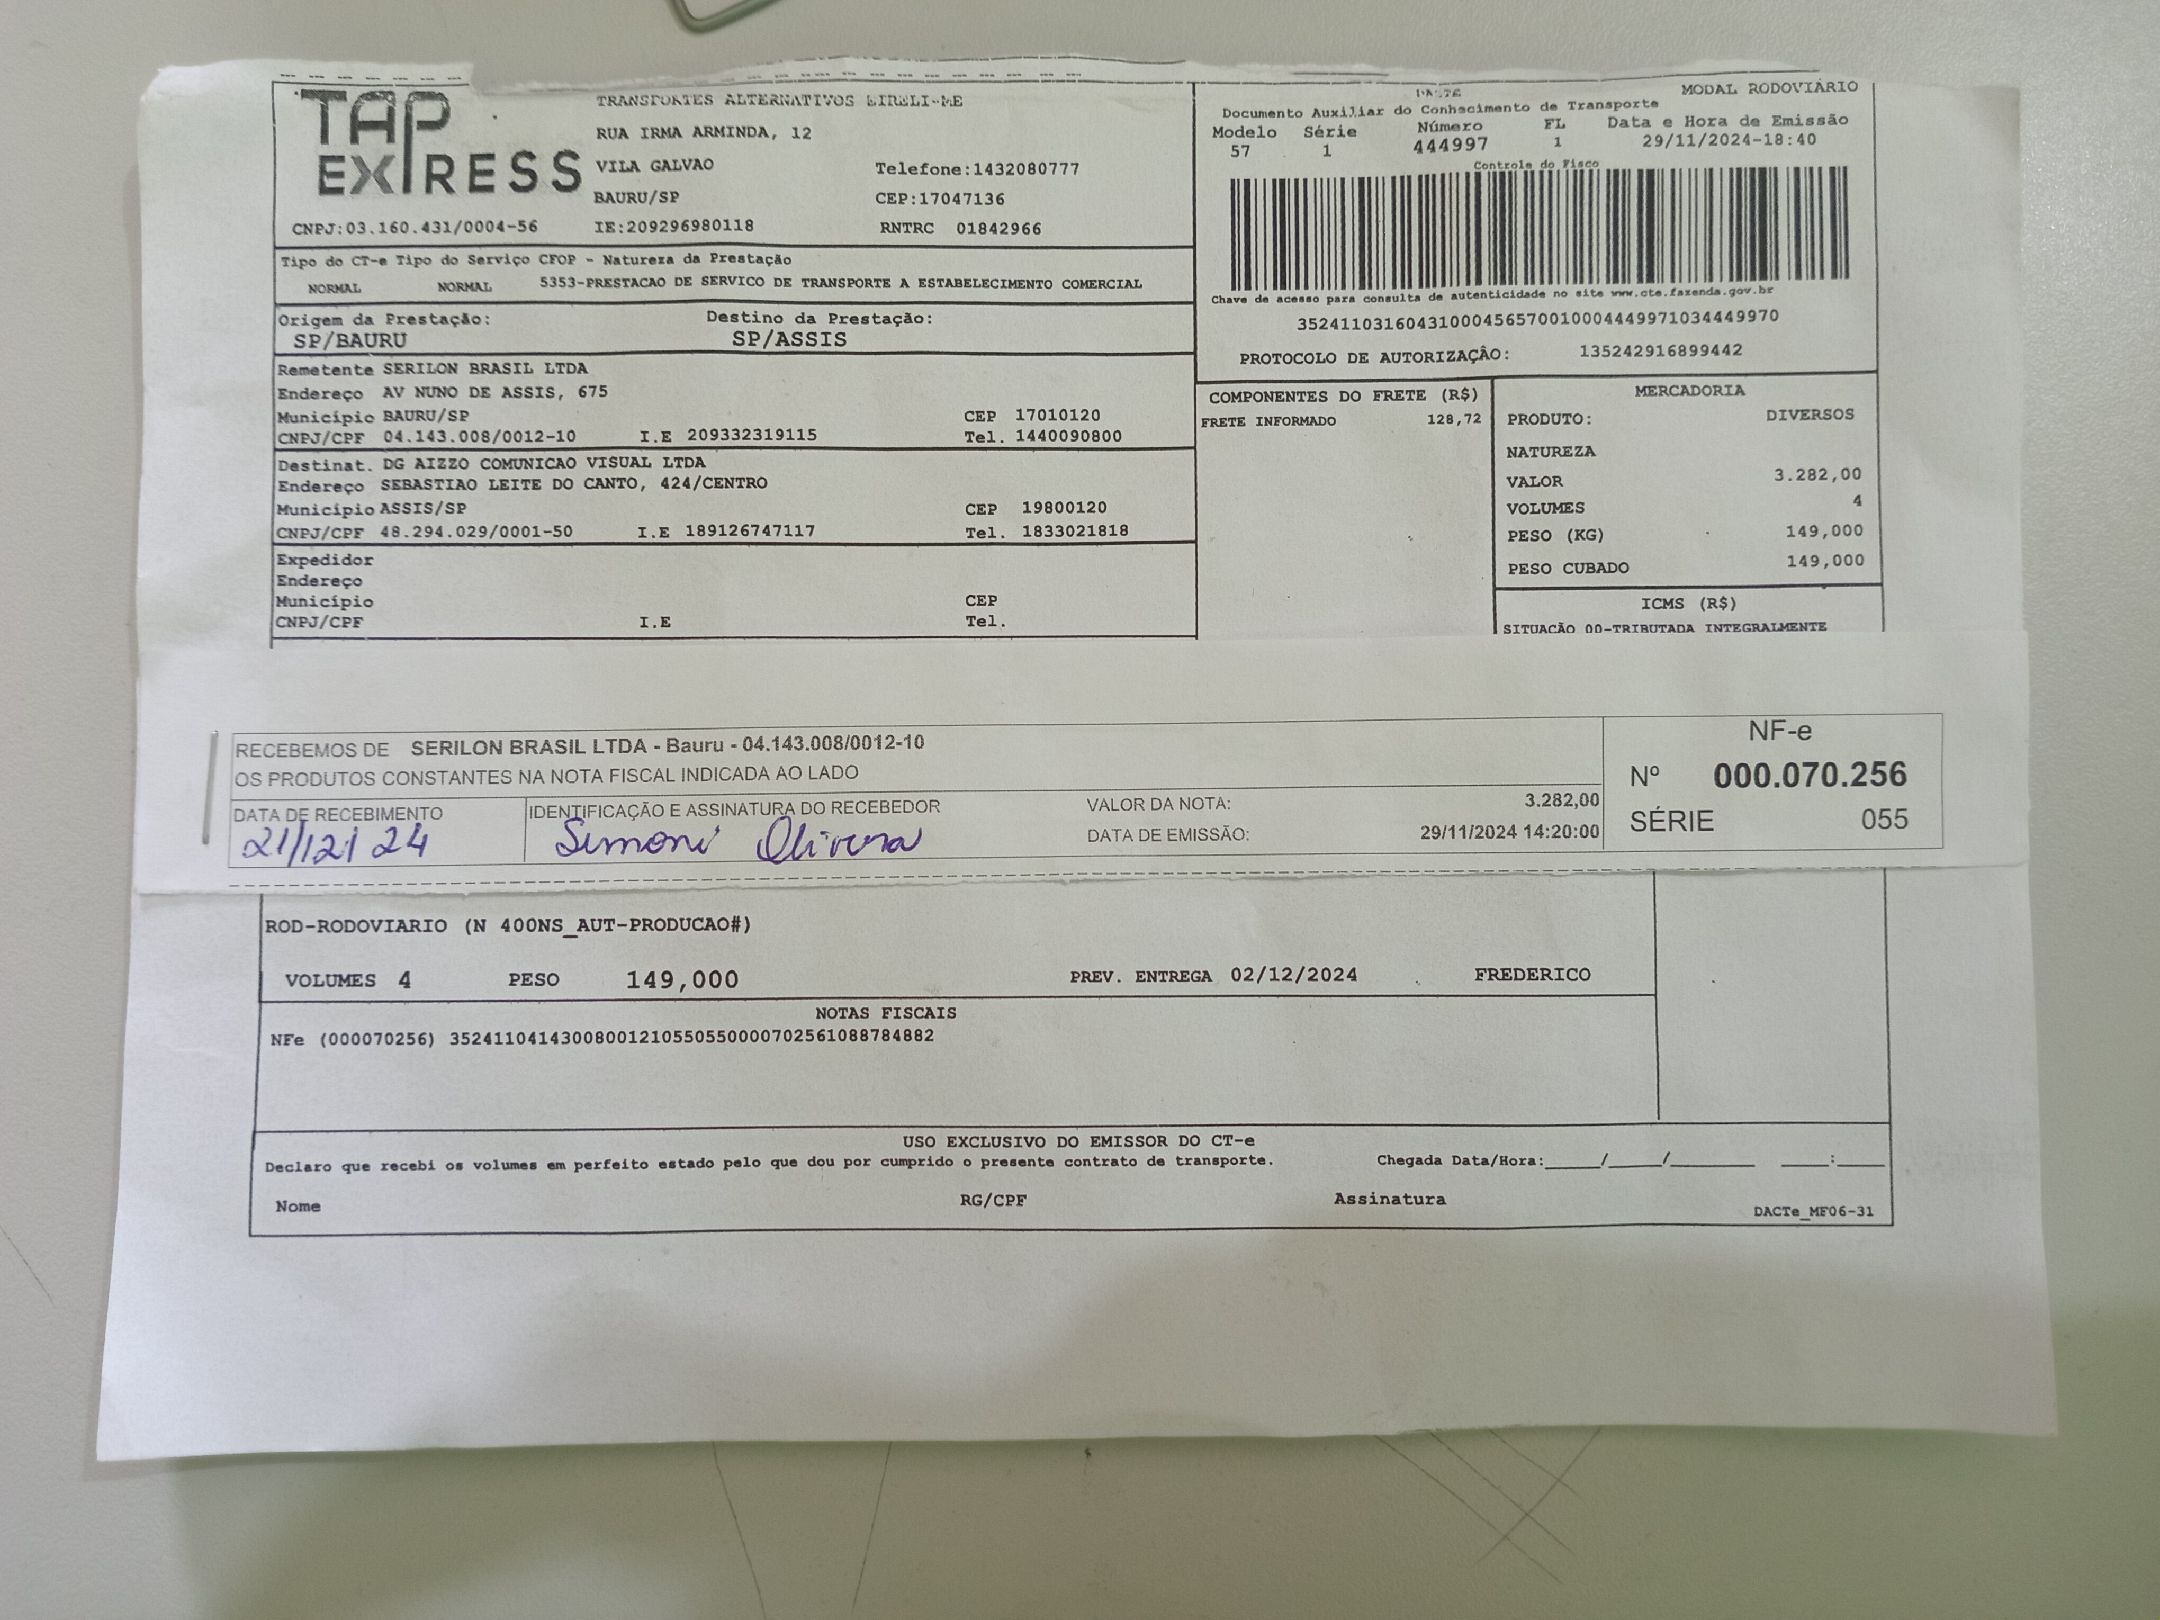 TAP EXPRESS
TRANSPORTES ALTERNATIVOS EIRELI-ME
RUA IRMA ARMINDA, 12
VILA GALVAO Telefone:1432080777
BAURU/SP CEP:17047136
CNPJ:03.160.431/0004-56 IE:209296980118 RNTRC 01842966
DACTE MODAL RODOVIÁRIO
Documento Auxiliar do Conhecimento de Transporte
Modelo Série Número FL Data e Hora de Emissão
57 1 444997 1 29/11/2024-18:40
Controle do Fisco
Chave de acesso para consulta de autenticidade no site www.cte.fazenda.gov.br
35241103160431000456570010004449971034449970
PROTOCOLO DE AUTORIZAÇÃO: 135242916899442
Tipo do CT-e Tipo do Serviço CFOP - Natureza da Prestação
NORMAL NORMAL 5353-PRESTACAO DE SERVICO DE TRANSPORTE A ESTABELECIMENTO COMERCIAL
Origem da Prestação: Destino da Prestação:
SP/BAURU SP/ASSIS
Remetente SERILON BRASIL LTDA
Endereço AV NUNO DE ASSIS, 675
Município BAURU/SP CEP 17010120
CNPJ/CPF 04.143.008/0012-10 I.E 209332319115 Tel. 1440090800
Destinat. DG AIZZO COMUNICAO VISUAL LTDA
Endereço SEBASTIAO LEITE DO CANTO, 424/CENTRO
Município ASSIS/SP CEP 19800120
CNPJ/CPF 48.294.029/0001-50 I.E 189126747117 Tel. 1833021818
Expedidor
Endereço
Município CEP
CNPJ/CPF I.E Tel.
COMPONENTES DO FRETE (R$)
FRETE INFORMADO 128,72
MERCADORIA
PRODUTO: DIVERSOS
NATUREZA
VALOR 3.282,00
VOLUMES 4
PESO (KG) 149,000
PESO CUBADO 149,000
ICMS (R$)
SITUAÇÃO 00-TRIBUTADA INTEGRALMENTE
RECEBEMOS DE SERILON BRASIL LTDA - Bauru - 04.143.008/0012-10
OS PRODUTOS CONSTANTES NA NOTA FISCAL INDICADA AO LADO
DATA DE RECEBIMENTO IDENTIFICAÇÃO E ASSINATURA DO RECEBEDOR VALOR DA NOTA: 3.282,00
21/12/24 Simoni Olivera DATA DE EMISSÃO: 29/11/2024 14:20:00
NF-e
Nº 000.070.256
SÉRIE 055
ROD-RODOVIARIO (N 400NS_AUT-PRODUCAO#)
VOLUMES 4 PESO 149,000 PREV. ENTREGA 02/12/2024 FREDERICO
NOTAS FISCAIS
NFe (000070256) 35241104143008001210550550000702561088784882
USO EXCLUSIVO DO EMISSOR DO CT-e
Declaro que recebi os volumes em perfeito estado pelo que dou por cumprido o presente contrato de transporte. Chegada Data/Hora:_____/_____/________ ____:____
Nome RG/CPF Assinatura
DACTe_MF06-31